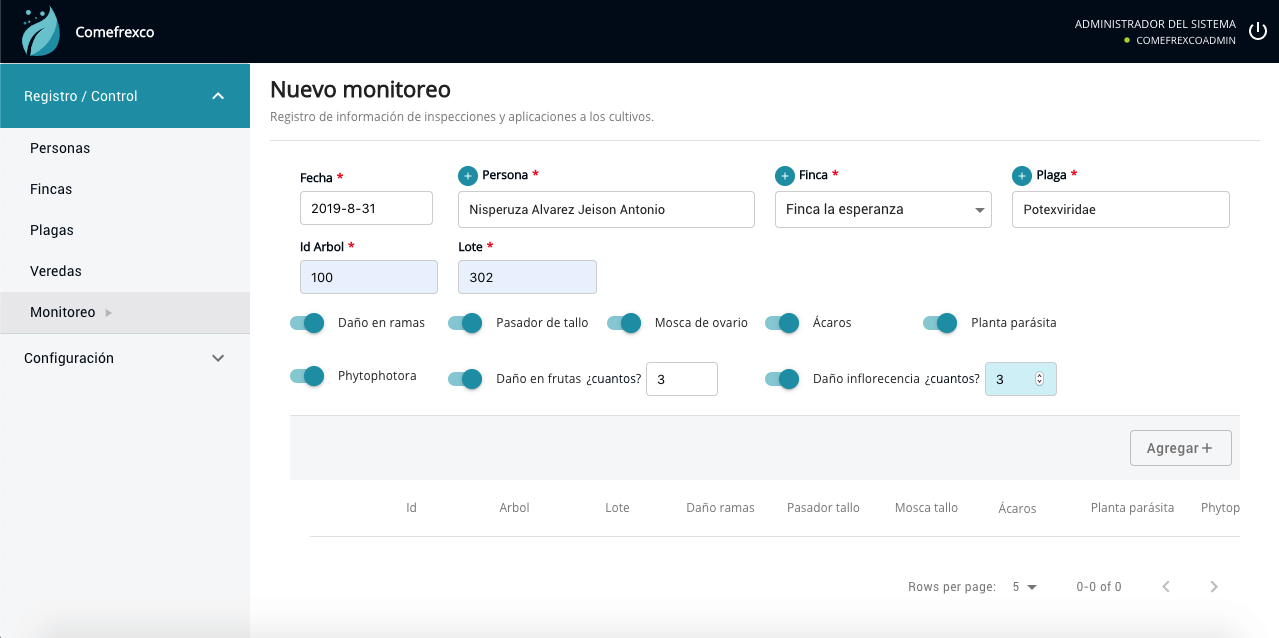 Comefrexco
ADMINISTRADOR DEL SISTEMA
COMEFREXCOADMIN
Registro / Control
Personas
Fincas
Plagas
Veredas
Monitoreo
Configuración
Nuevo monitoreo
Registro de información de inspecciones y aplicaciones a los cultivos.
Fecha * Persona * Finca * Plaga *
2019-8-31 Nisperuza Alvarez Jeison Antonio Finca la esperanza Potexviridae
Id Arbol * Lote *
100 302
Daño en ramas Pasador de tallo Mosca de ovario Ácaros Planta parásita
Phytophotora Daño en frutas ¿cuantos? 3 Daño inflorecencia ¿cuantos? 3
Agregar +
Id Arbol Lote Daño ramas Pasador tallo Mosca tallo Ácaros Planta parásita Phytop
Rows per page: 5 0-0 of 0